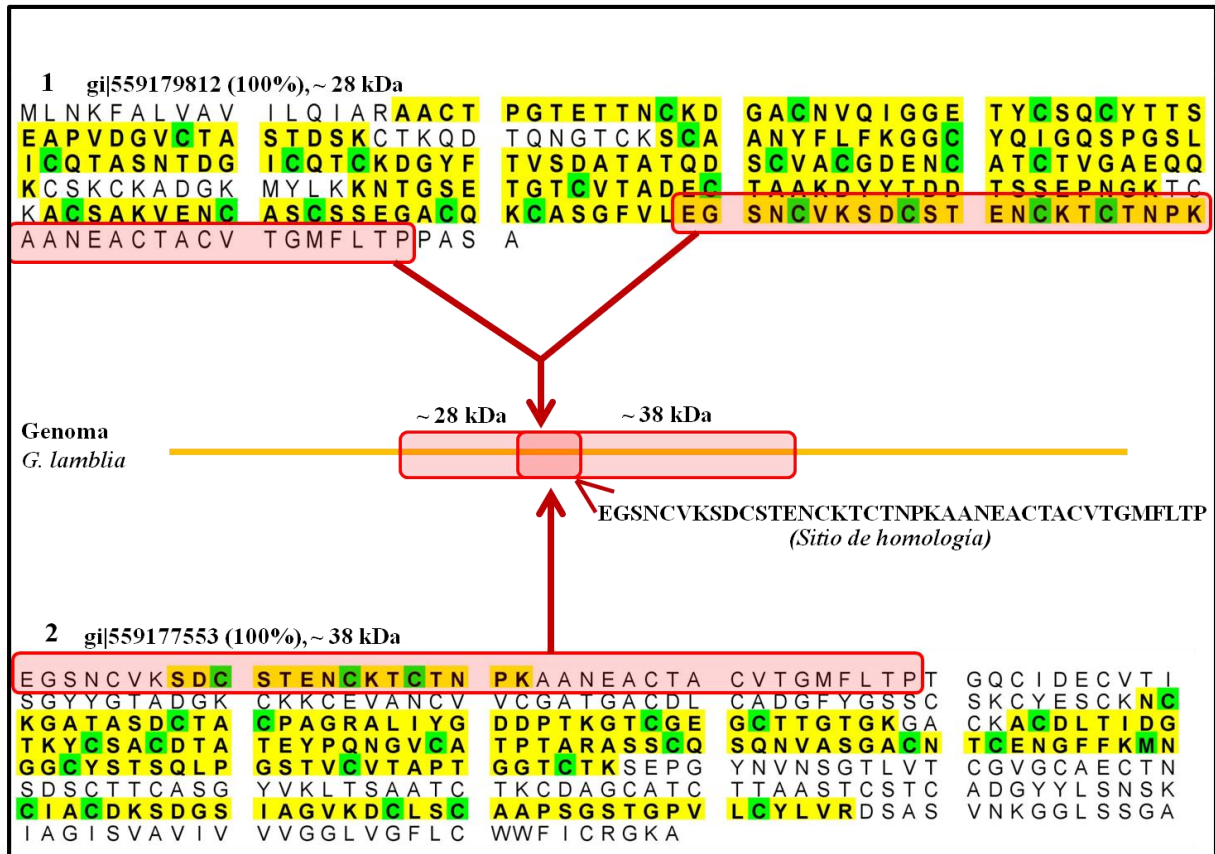 1 gi|559179812 (100%), ~ 28 kDa
MLNKFALVAV ILQIARAACT PGTETTNCKD GACNVQIGGE TYCSQCYTTS
EAPVDGVCTA STDSKCTKQD TQNGTCKSCA ANYFLFKGGC YQIGQSPGSL
ICQTASNTDG ICQTCKDGYF TVSDATATQD SCVACGDENC ATCTVGAEQQ
KCSKCKADGK MYLKKNTGSE TGTCVTADEC TAAKDYYTDD TSSEPNGKTC
KACSAKVENC ASCSSEGACQ KCASGFVLEG SNCVKSDCST ENCKTCTNPK
AANEACTACV TGMFLTPPAS A
~ 28 kDa ~ 38 kDa
Genoma
G. lamblia
EGSNCVKSDCSTENCKTCTNPKAANEACTACVTGMFLTP
(Sitio de homología)
2 gi|559177553 (100%), ~ 38 kDa
EGSNCVKSDC STENCKTCTN PKAANEACTA CVTGMFLTPT GQCIDECVTI
SGYYGTADGK CKKCEVANCV VCGATGACDL CADGFYGSSC SKCYESCKNC
KGATASDCTA CPAGRALIYG DDPTKGTCGE GCTTGTGKGA CKACDLTIDG
TKYCSACDTA TEYPQNGVCA TPTARASSCQ SQNVASGACN TCENGFFKMN
GGCYSTSQLP GSTVCVTAPT GGTCTKSEPG YNVNSGTLVT CGVGCAECTN
SDSCTTCASG YVKLTSAATC TKCDAGCATC TTAASTCSTC ADGYYLSNSK
CIACDKSDGS IAGVKDCLSC AAPSGSTGPV LCYLVRDSAS VNKGGLSSGA
IAGISVAVIV VVGGLVGFLC WWFICRGKA